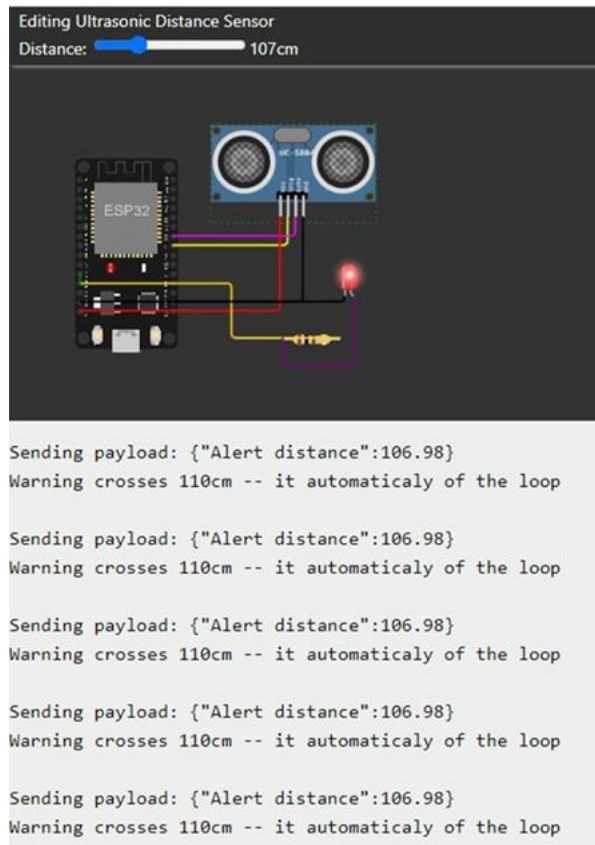 Editing Ultrasonic Distance Sensor
Distance: 107cm
ESP32
Sending payload: {"Alert distance":106.98}
Warning crosses 110cm -- it automaticaly of the loop
Sending payload: {"Alert distance":106.98}
Warning crosses 110cm -- it automaticaly of the loop
Sending payload: {"Alert distance":106.98}
Warning crosses 110cm -- it automaticaly of the loop
Sending payload: {"Alert distance":106.98}
Warning crosses 110cm -- it automaticaly of the loop
Sending payload: {"Alert distance":106.98}
Warning crosses 110cm -- it automaticaly of the loop